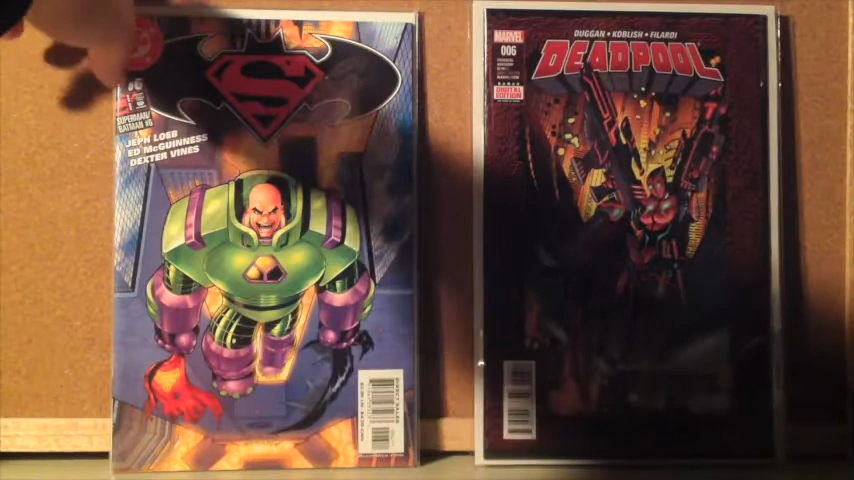 #6
SUPERMAN/
BATMAN #6
JEPH LOEB
ED McGUINNESS
DEXTER VINES
DIRECT SALES
MARVEL
006
DUGGAN • KOBLISH • FILARDI
DEADPOOL
DIGITAL
EDITION